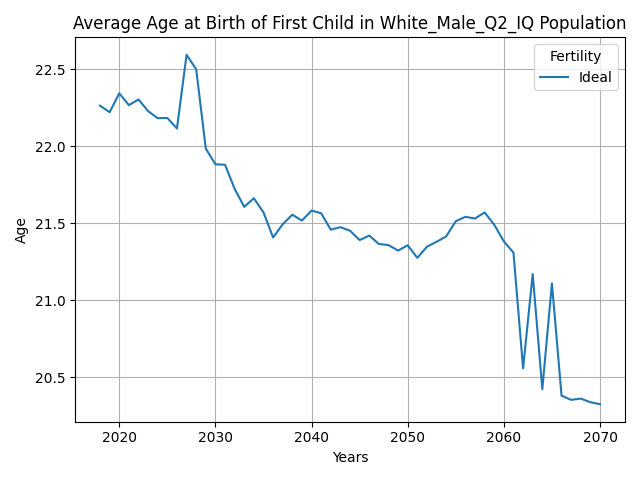 Average Age at Birth of First Child in White_Male_Q2_IQ Population
Fertility
Ideal
22.5
22.0
21.5
21.0
20.5
Age
2020 2030 2040 2050 2060 2070
Years